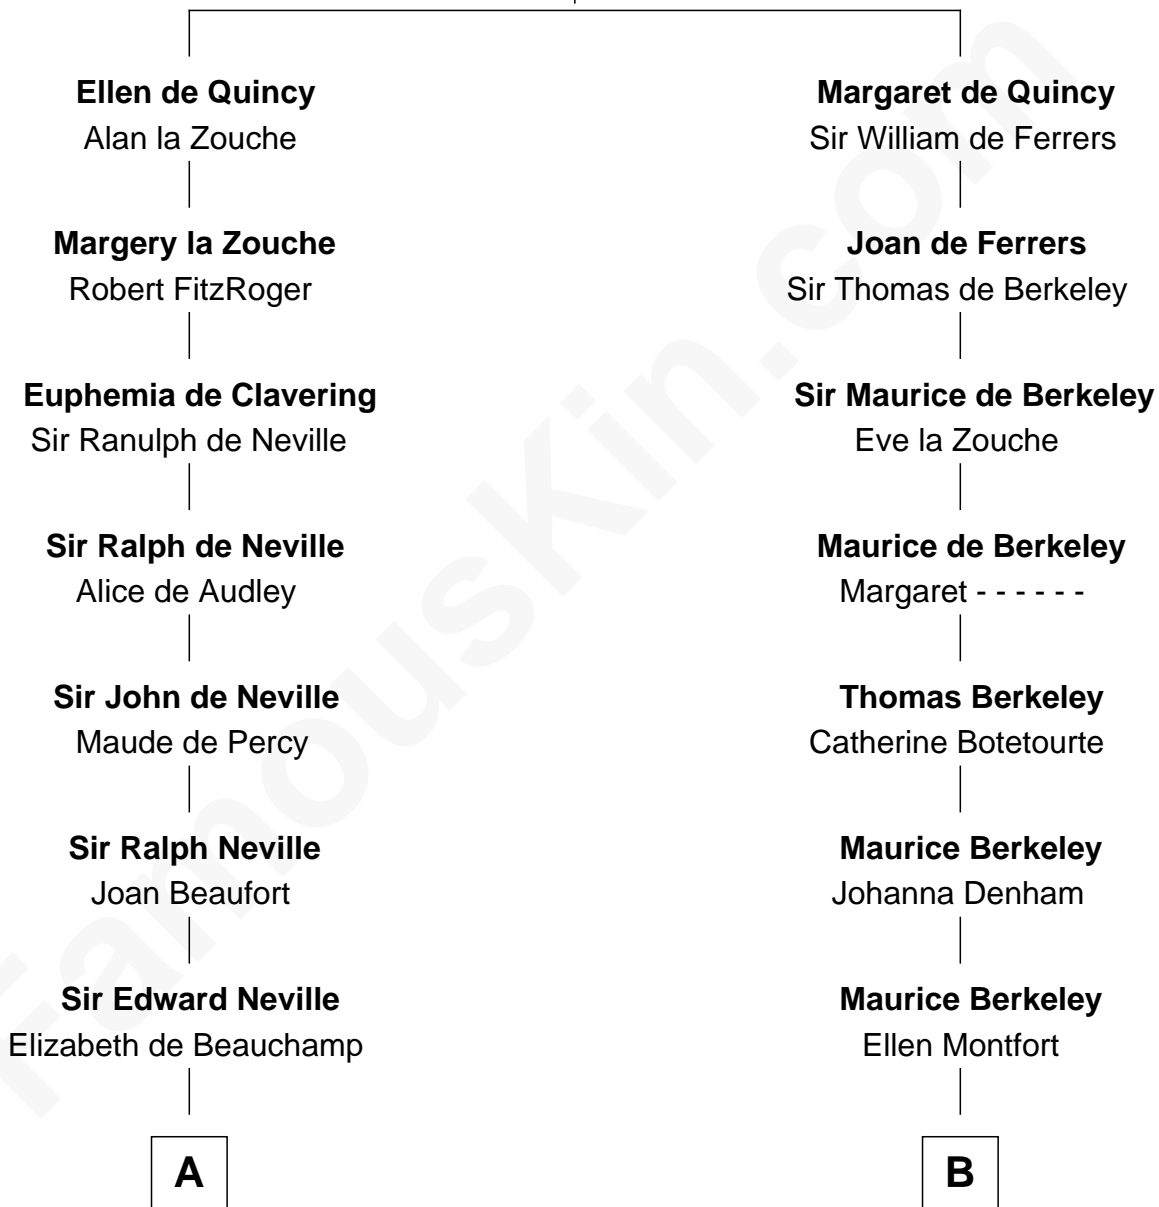 Ellen de Quincy
Alan la Zouche
Margaret de Quincy
Sir William de Ferrers
Margery la Zouche
Robert FitzRoger
Joan de Ferrers
Sir Thomas de Berkeley
Euphemia de Clavering
Sir Ranulph de Neville
Sir Maurice de Berkeley
Eve la Zouche
Sir Ralph de Neville
Alice de Audley
Maurice de Berkeley
Margaret - - - - - -
Sir John de Neville
Maude de Percy
Thomas Berkeley
Catherine Botetourte
Sir Ralph Neville
Joan Beaufort
Maurice Berkeley
Johanna Denham
Sir Edward Neville
Elizabeth de Beauchamp
Maurice Berkeley
Ellen Montfort
A
B
FamousKin.com